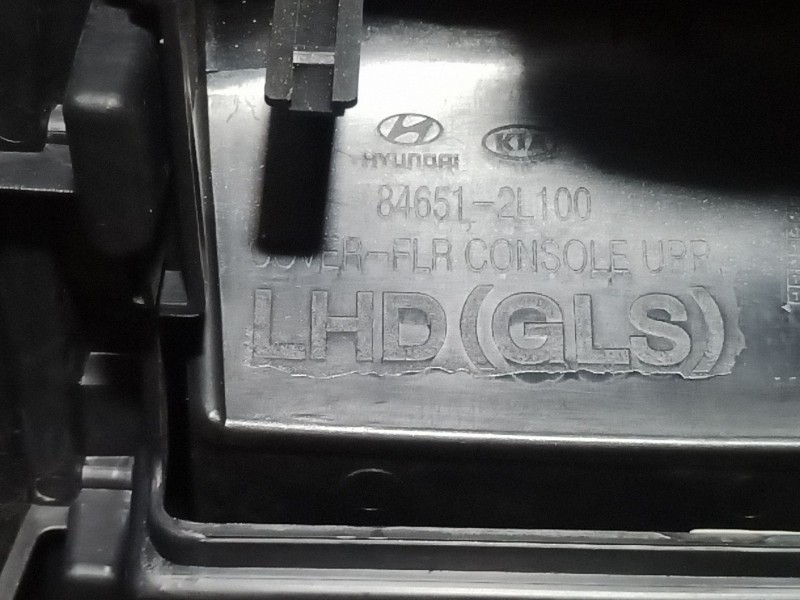 HYUNDAI KIA
84651-2L100
COVER-FLR CONSOLE UPR
LHD(GLS)